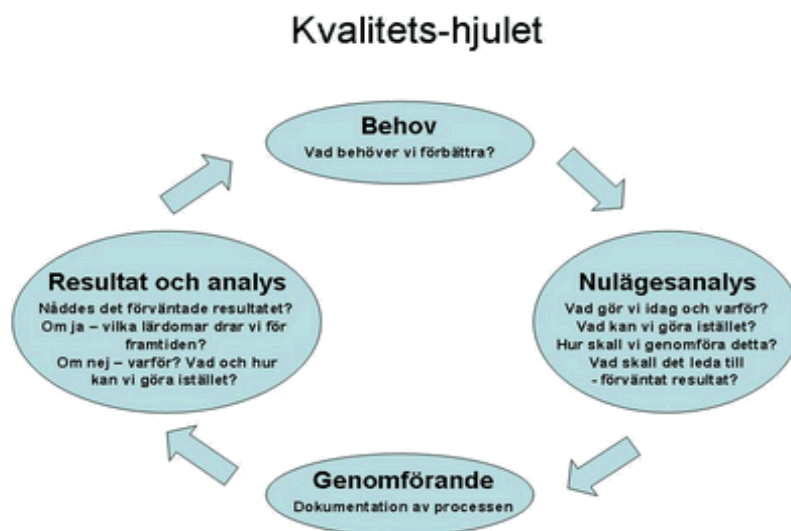 Kvalitets-hjulet
Behov
Vad behöver vi förbättra?
Nulägesanalys
Vad gör vi idag och varför?
Vad kan vi göra istället?
Hur skall vi genomföra detta?
Vad skall det leda till
- förväntat resultat?
Genomförande
Dokumentation av processen
Resultat och analys
Nåddes det förväntade resultatet?
Om ja – vilka lärdomar drar vi för
framtiden?
Om nej – varför? Vad och hur
kan vi göra istället?